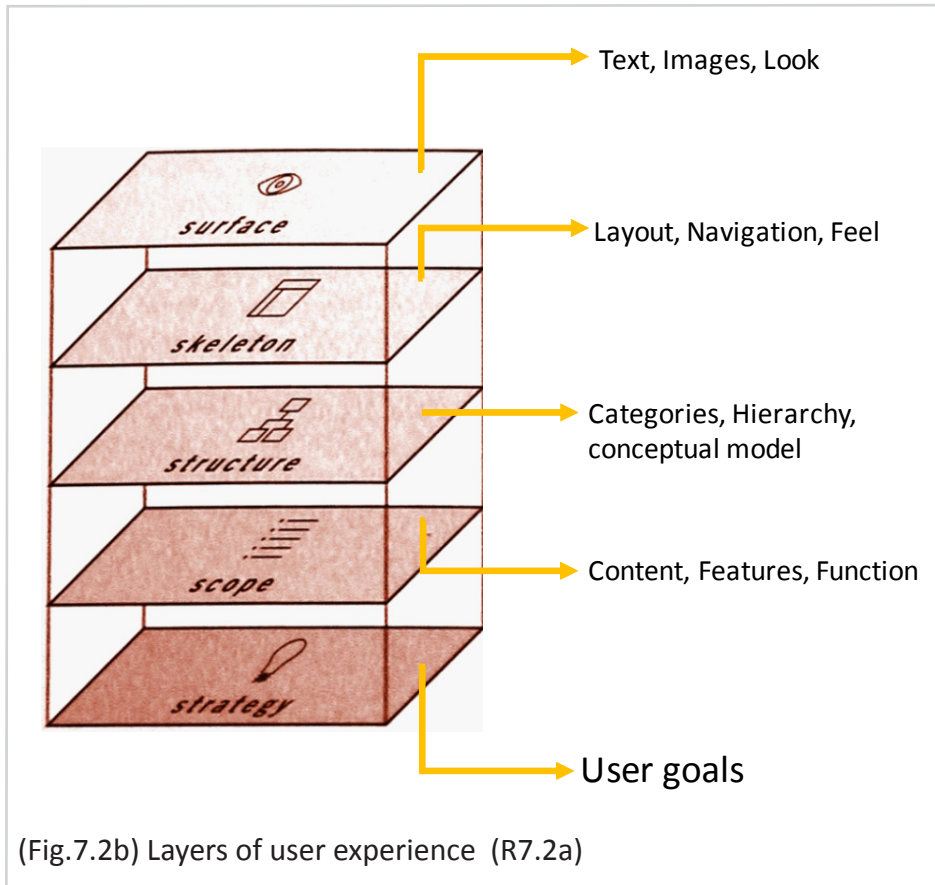 Text, Images, Look
surface
Layout, Navigation, Feel
skeleton
Categories, Hierarchy,
conceptual model
structure
Content, Features, Function
scope
strategy
User goals
(Fig.7.2b) Layers of user experience (R7.2a)